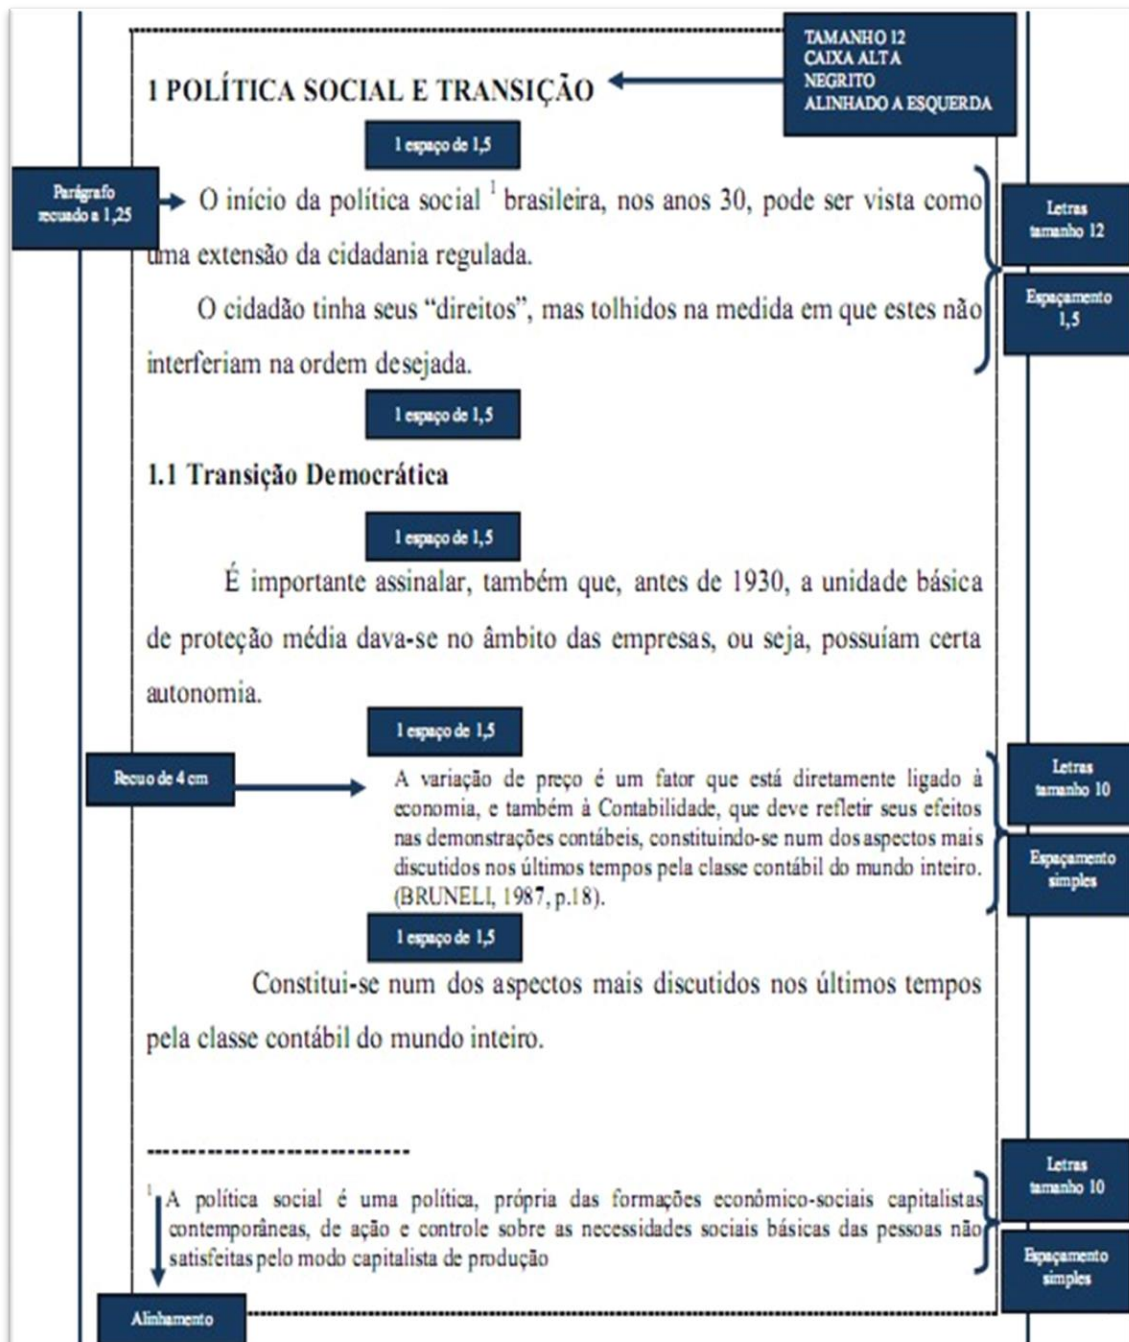 TAMANHO 12
CAIXA ALTA
NEGRITO
ALINHADO A ESQUERDA
1 POLÍTICA SOCIAL E TRANSIÇÃO
1 espaço de 1,5
Parágrafo
recuado a 1,25
O início da política social 1 brasileira, nos anos 30, pode ser vista como
uma extensão da cidadania regulada.
O cidadão tinha seus “direitos”, mas tolhidos na medida em que estes não
interferiam na ordem desejada.
Letras
tamanho 12
Espaçamento
1,5
1 espaço de 1,5
1.1 Transição Democrática
1 espaço de 1,5
É importante assinalar, também que, antes de 1930, a unidade básica
de proteção média dava-se no âmbito das empresas, ou seja, possuíam certa
autonomia.
1 espaço de 1,5
Recuo de 4 cm
A variação de preço é um fator que está diretamente ligado à
economia, e também à Contabilidade, que deve refletir seus efeitos
nas demonstrações contábeis, constituindo-se num dos aspectos mais
discutidos nos últimos tempos pela classe contábil do mundo inteiro.
(BRUNELI, 1987, p.18).
Letras
tamanho 10
Espaçamento
simples
1 espaço de 1,5
Constitui-se num dos aspectos mais discutidos nos últimos tempos
pela classe contábil do mundo inteiro.
1 A política social é uma política, própria das formações econômico-sociais capitalistas
contemporâneas, de ação e controle sobre as necessidades sociais básicas das pessoas não
satisfeitas pelo modo capitalista de produção
Letras
tamanho 10
Espaçamento
simples
Alinhamento